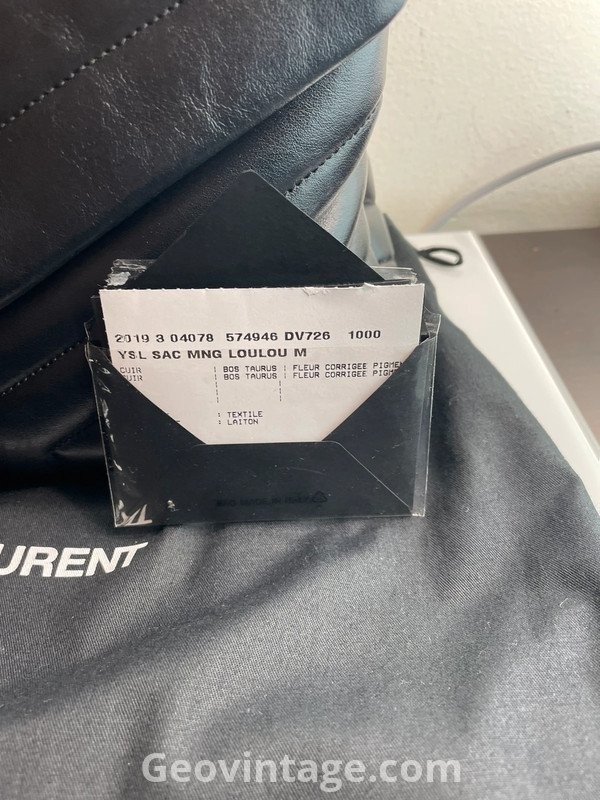 2019 3 04078 574946 DV726 1000
YSL SAC MNG LOULOU M
CUIR | BOS TAURUS | FLEUR CORRIGEE PIGME
CUIR | BOS TAURUS | FLEUR CORRIGEE PIGM
: TEXTILE
: LAITON
URENT
Geovintage.com